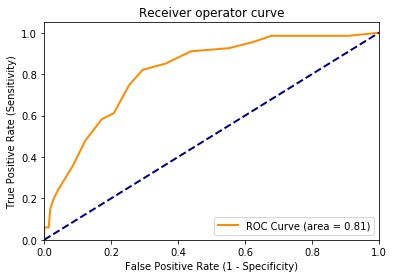 Receiver operator curve
True Positive Rate (Sensitivity)
1.0
0.8
0.6
0.4
0.2
0.0
ROC Curve (area = 0.81)
0.0 0.2 0.4 0.6 0.8 1.0
False Positive Rate (1 - Specificity)